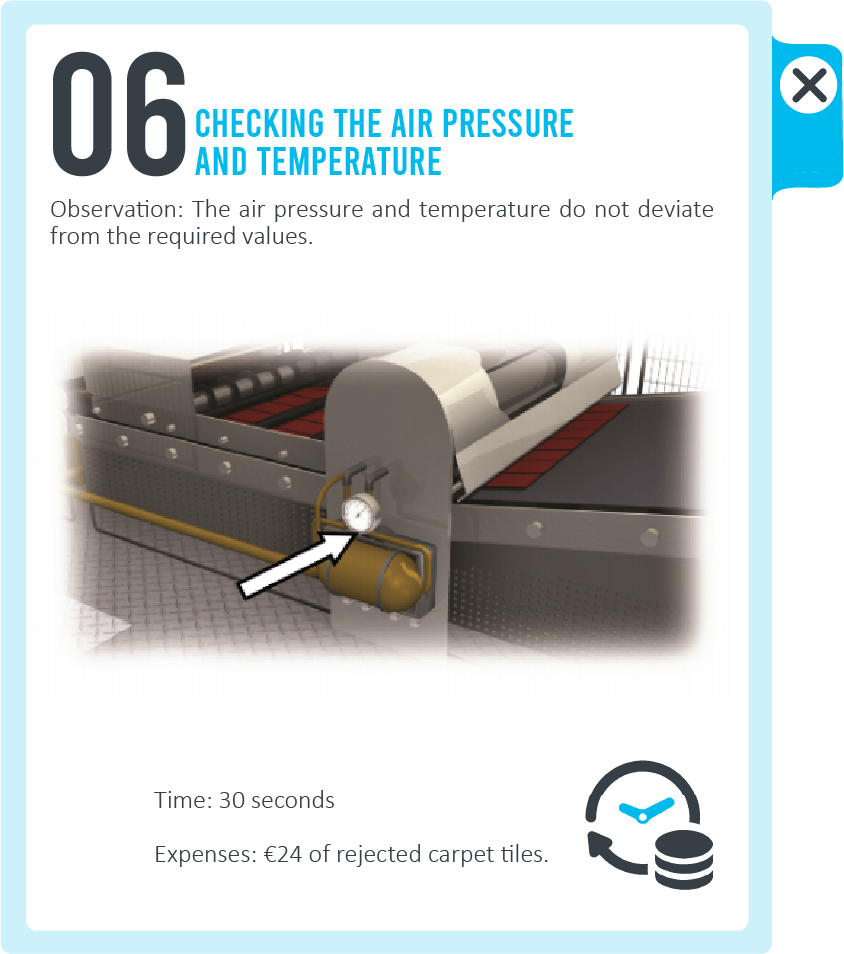 06
CHECKING THE AIR PRESSURE
AND TEMPERATURE
Observation: The air pressure and temperature do not deviate
from the required values.
Time: 30 seconds
Expenses: €24 of rejected carpet tiles.